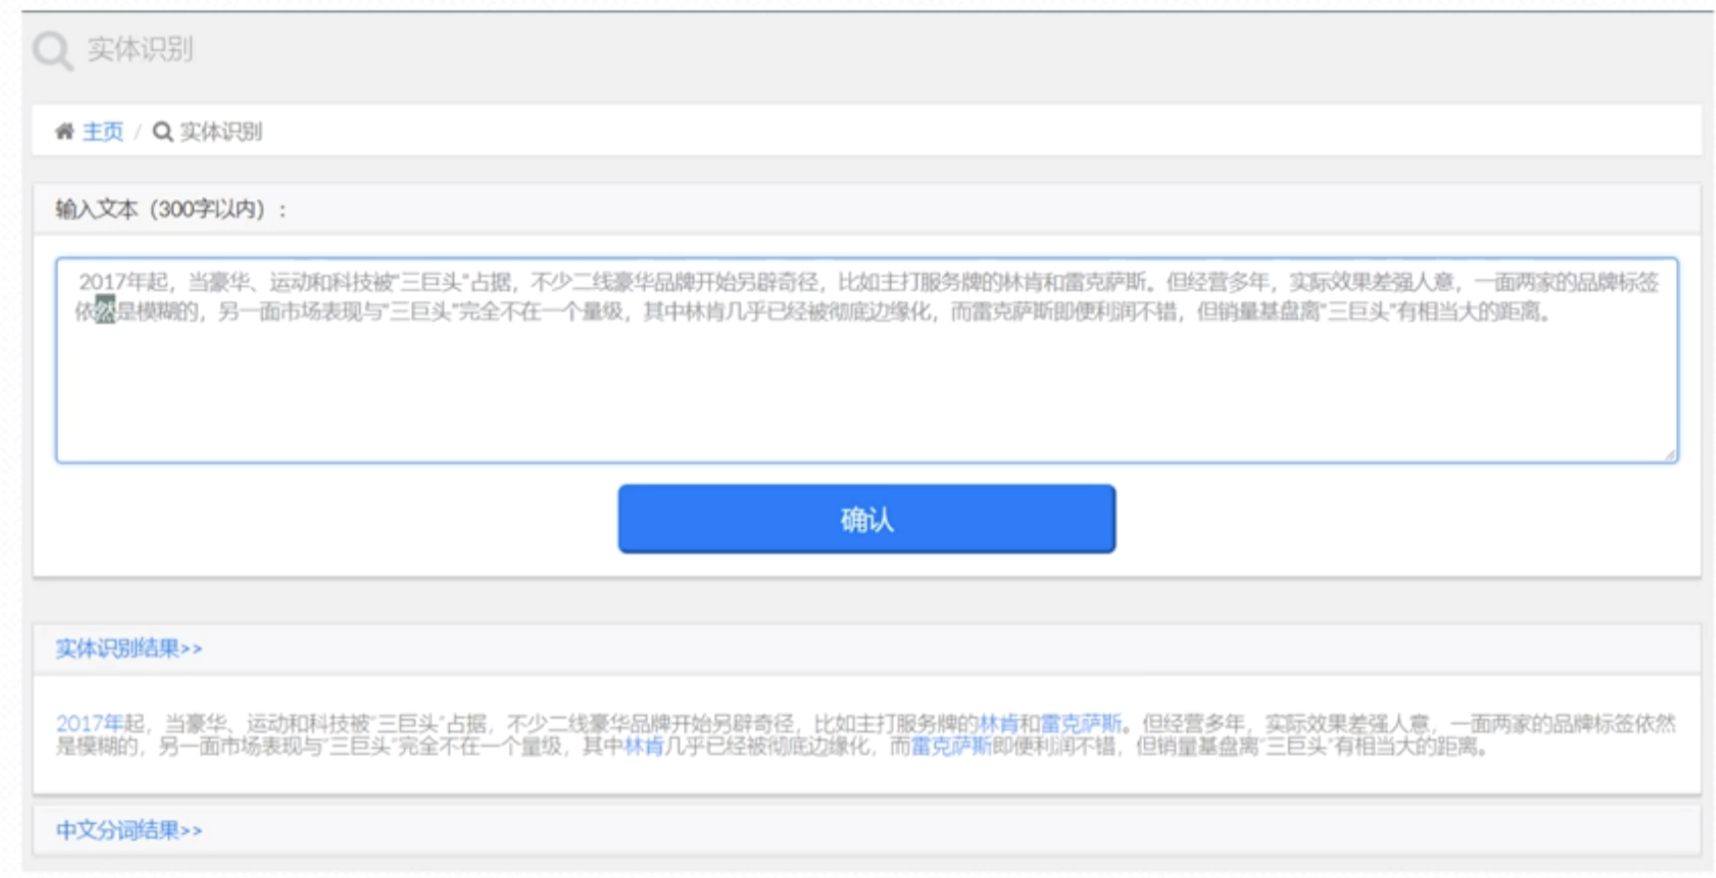 实体识别
主页 / 实体识别
输入文本（300字以内）:
2017年起，当豪华、运动和科技被"三巨头"占据，不少二线豪华品牌开始另辟奇径，比如主打服务牌的林肯和雷克萨斯。但经营多年，实际效果差强人意，一面两家的品牌标签
依然是模糊的，另一面市场表现与"三巨头"完全不在一个量级，其中林肯几乎已经被彻底边缘化，而雷克萨斯即便利润不错，但销量基盘离"三巨头"有相当大的距离。
确认
实体识别结果>>
2017年起，当豪华、运动和科技被"三巨头"占据，不少二线豪华品牌开始另辟奇径，比如主打服务牌的林肯和雷克萨斯。但经营多年，实际效果差强人意，一面两家的品牌标签依然
是模糊的，另一面市场表现与"三巨头"完全不在一个量级，其中林肯几乎已经被彻底边缘化，而雷克萨斯即便利润不错，但销量基盘离"三巨头"有相当大的距离。
中文分词结果>>